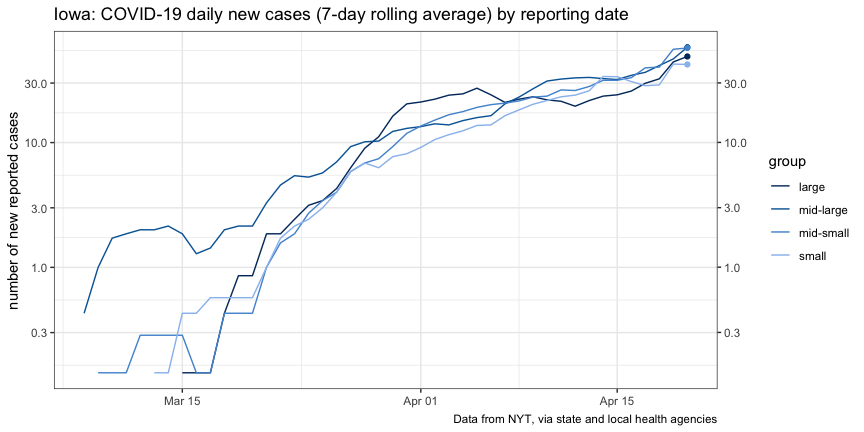 Iowa: COVID-19 daily new cases (7-day rolling average) by reporting date
number of new reported cases
30.0
10.0
3.0
1.0
0.3
30.0
10.0
3.0
1.0
0.3
Mar 15
Apr 01
Apr 15
group
large
mid-large
mid-small
small
Data from NYT, via state and local health agencies